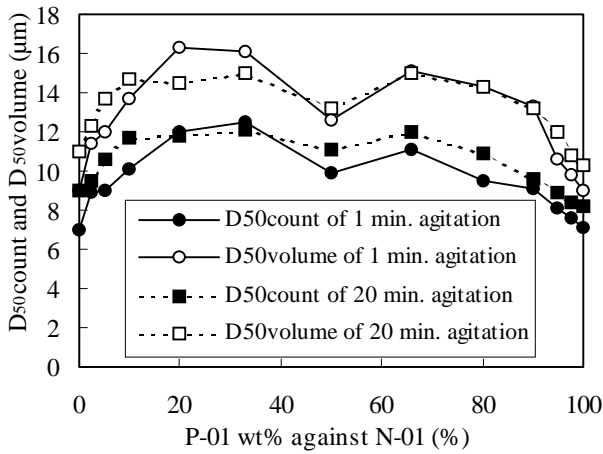 D50count and D50volume (μm)
18
16
14
12
10
8
6
4
2
0
D50count of 1 min. agitation
D50volume of 1 min. agitation
D50count of 20 min. agitation
D50volume of 20 min. agitation
0 20 40 60 80 100
P-01 wt% against N-01 (%)